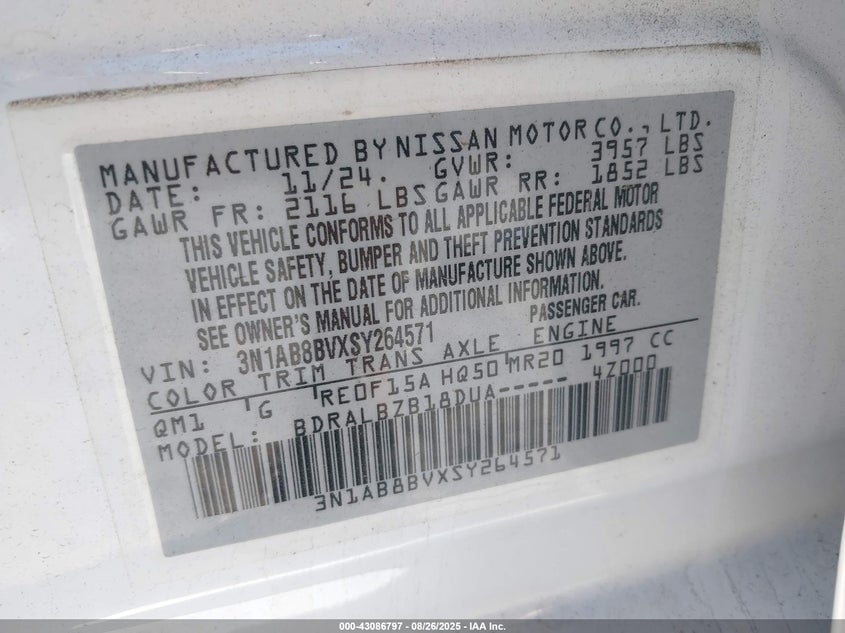 MANUFACTURED BY NISSAN MOTOR CO., LTD.
DATE: 11/24. GVWR: 3957 LBS
GAWR FR: 2116 LBS GAWR RR: 1852 LBS
THIS VEHICLE CONFORMS TO ALL APPLICABLE FEDERAL MOTOR
VEHICLE SAFETY, BUMPER AND THEFT PREVENTION STANDARDS
IN EFFECT ON THE DATE OF MANUFACTURE SHOWN ABOVE.
SEE OWNER'S MANUAL FOR ADDITIONAL INFORMATION.
VIN: 3N1AB8BVXSY264571 PASSENGER CAR.
COLOR TRIM TRANS AXLE ENGINE
QM1 G RE0F15A HQ50 MR20 1997 CC
MODEL: BDRALBZB18DUA----- 4Z000
3N1AB8BVXSY264571
000-43086797 - 08/26/2025 - IAA Inc.